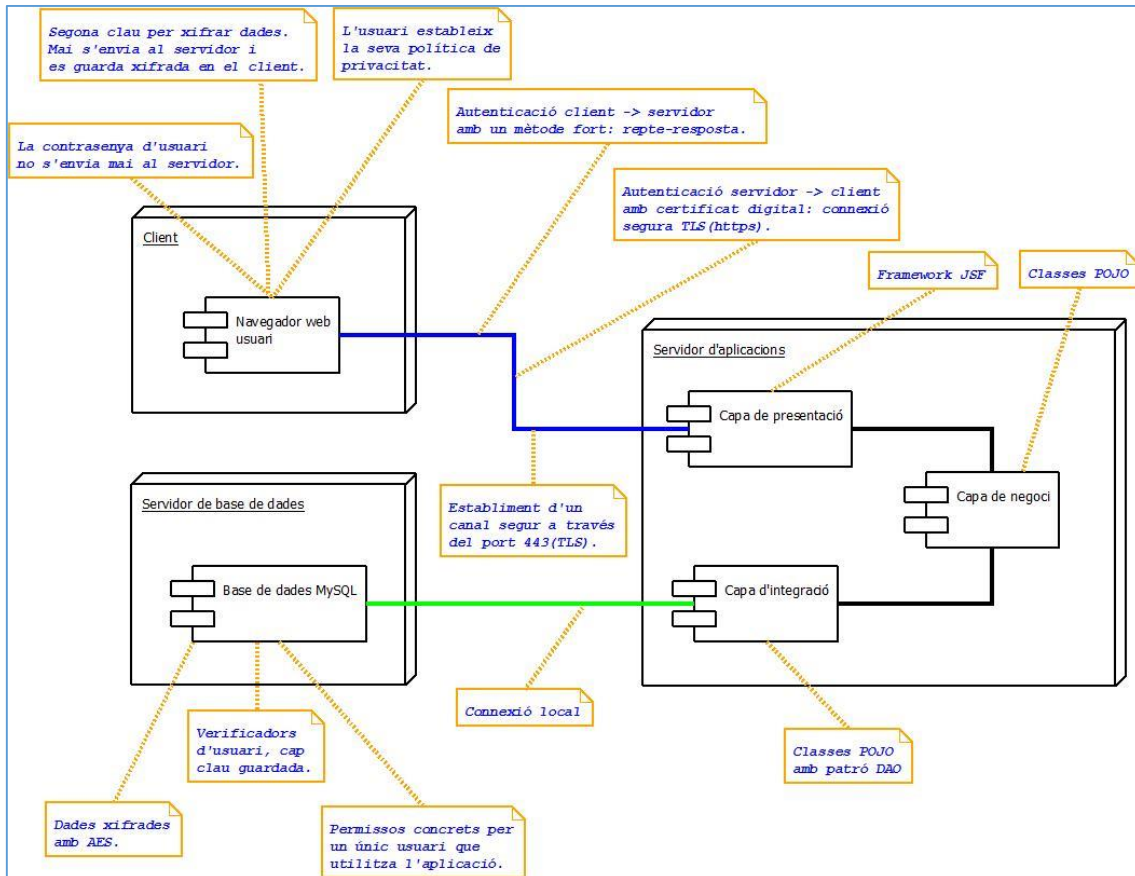 Segona clau per xifrar dades.
Mai s'envia al servidor i
es guarda xifrada en el client.
L'usuari estableix
la seva política de
privacitat.
Autenticació client -> servidor
amb un mètode fort: repte-resposta.
La contrasenya d'usuari
no s'envia mai al servidor.
Autenticació servidor -> client
amb certificat digital: connexió
segura TLS(https).
Framework JSF
Classes POJO
Client
Navegador web
usuari
Servidor d'aplicacions
Capa de presentació
Capa de negoci
Capa d'integració
Establiment d'un
canal segur a través
del port 443(TLS).
Servidor de base de dades
Base de dades MySQL
Connexió local
Verificadors
d'usuari, cap
clau guardada.
Classes POJO
amb patró DAO
Dades xifrades
amb AES.
Permissos concrets per
un únic usuari que
utilitza l'aplicació.